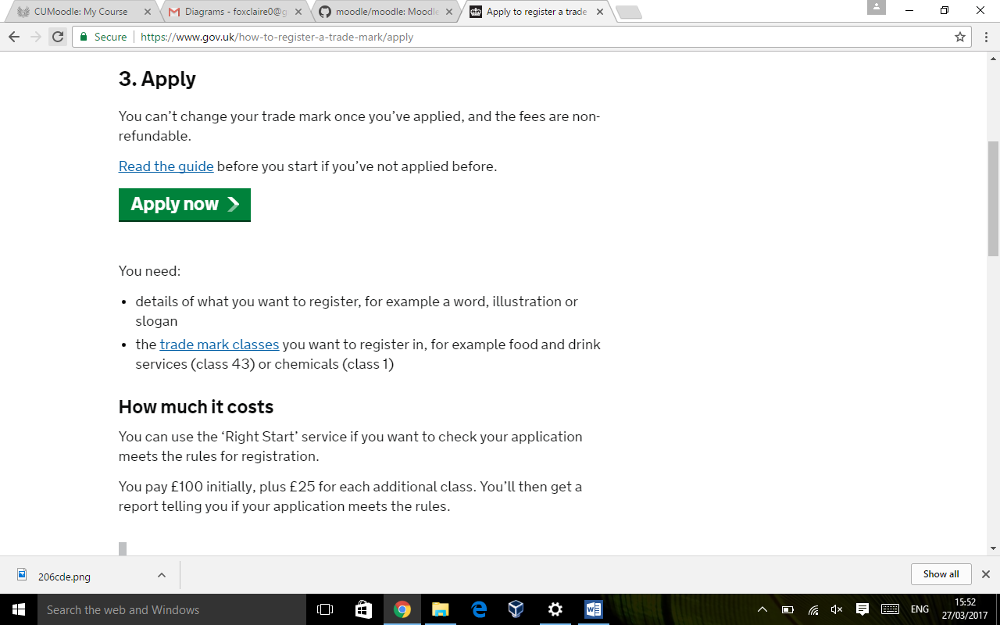 CUMoodle: My Course
Diagrams - foxclaire0@g
moodle/moodle: Moodle
Apply to register a trade
Secure
https://www.gov.uk/how-to-register-a-trade-mark/apply
3. Apply
You can’t change your trade mark once you’ve applied, and the fees are non-
refundable.
Read the guide before you start if you’ve not applied before.
Apply now
You need:
• details of what you want to register, for example a word, illustration or
slogan
• the trade mark classes you want to register in, for example food and drink
services (class 43) or chemicals (class 1)
How much it costs
You can use the ‘Right Start’ service if you want to check your application
meets the rules for registration.
You pay £100 initially, plus £25 for each additional class. You’ll then get a
report telling you if your application meets the rules.
206cde.png
Show all
Search the web and Windows
ENG
15:52
27/03/2017